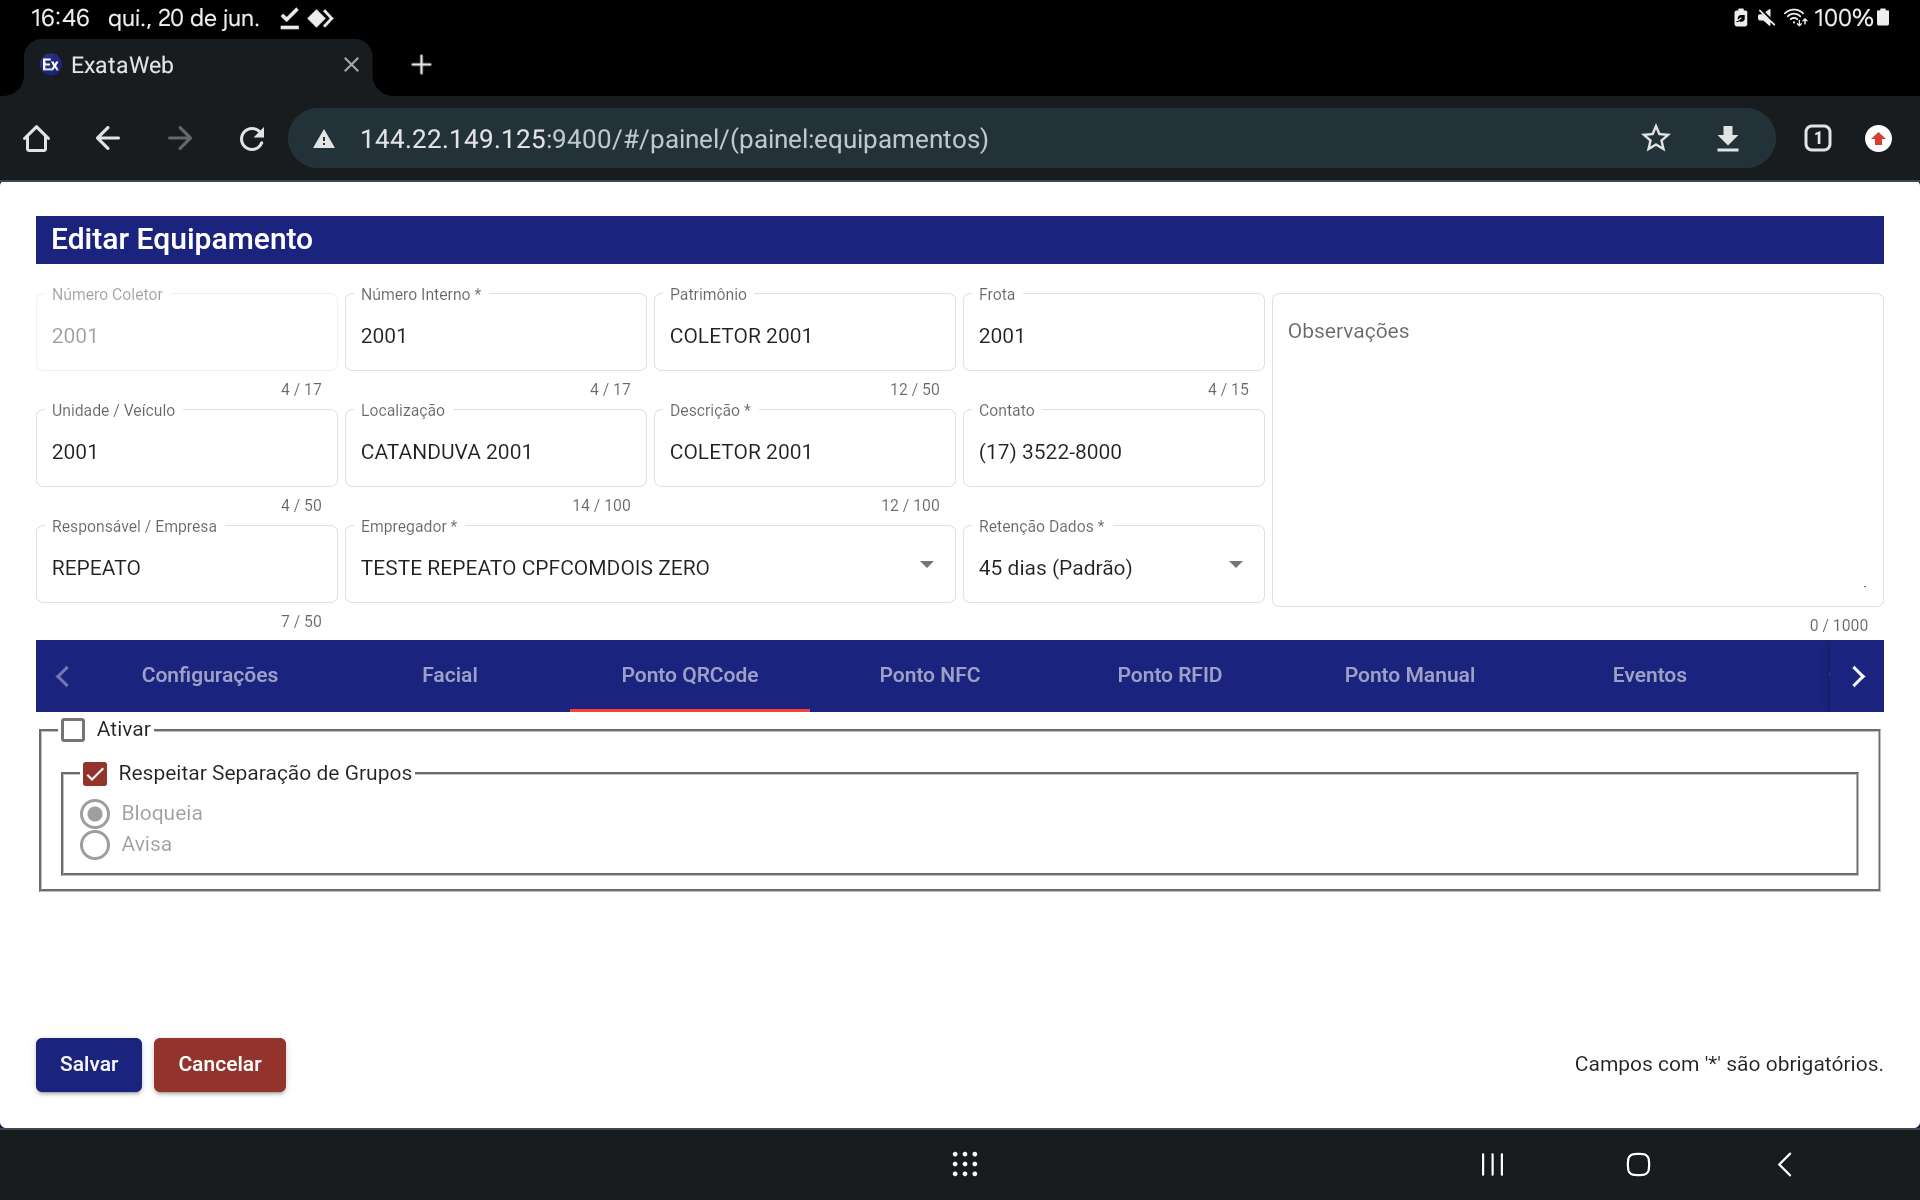 16:46 qui., 20 de jun. 100%
Ex ExataWeb
144.22.149.125:9400/#/painel/(painel:equipamentos) 1
Editar Equipamento
Número Coletor Número Interno * Patrimônio Frota
2001 2001 COLETOR 2001 2001 Observações
4 / 17 4 / 17 12 / 50 4 / 15
Unidade / Veículo Localização Descrição * Contato
2001 CATANDUVA 2001 COLETOR 2001 (17) 3522-8000
4 / 50 14 / 100 12 / 100
Responsável / Empresa Empregador * Retenção Dados *
REPEATO TESTE REPEATO CPFCOMDOIS ZERO 45 dias (Padrão)
7 / 50 0 / 1000
Configurações Facial Ponto QRCode Ponto NFC Ponto RFID Ponto Manual Eventos
Ativar
Respeitar Separação de Grupos
Bloqueia
Avisa
Salvar Cancelar Campos com '*' são obrigatórios.